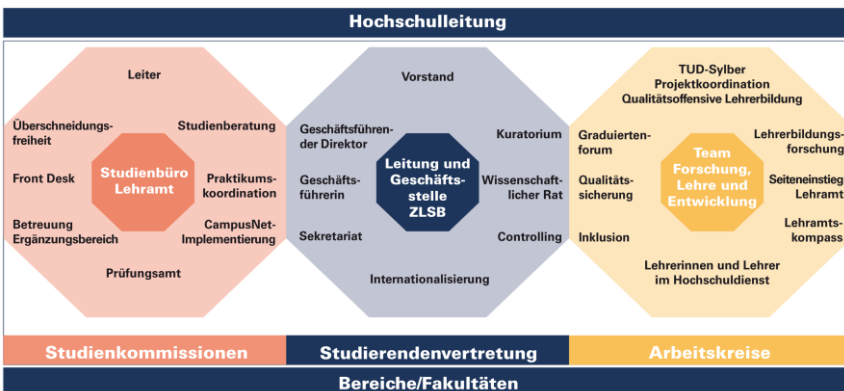 Hochschulleitung
Leiter
Überschneidungs-
freiheit
Studienberatung
Front Desk
Studienbüro
Lehramt
Praktikums-
koordination
Betreuung
Ergänzungsbereich
CampusNet-
Implementierung
Prüfungsamt
Vorstand
Geschäftsführen-
der Direktor
Kuratorium
Geschäfts-
führerin
Leitung und
Geschäfts-
stelle
ZLSB
Wissenschaft-
licher Rat
Sekretariat
Controlling
Internationalisierung
TUD-Sylber
Projektkoordination
Qualitätsoffensive Lehrerbildung
Graduierten-
forum
Lehrerbildungs-
forschung
Qualitäts-
sicherung
Team
Forschung,
Lehre und
Entwicklung
Seiteneinstieg
Lehramt
Inklusion
Lehramts-
kompass
Lehrerinnen und Lehrer
im Hochschuldienst
Studienkommissionen
Studierendenvertretung
Arbeitskreise
Bereiche/Fakultäten